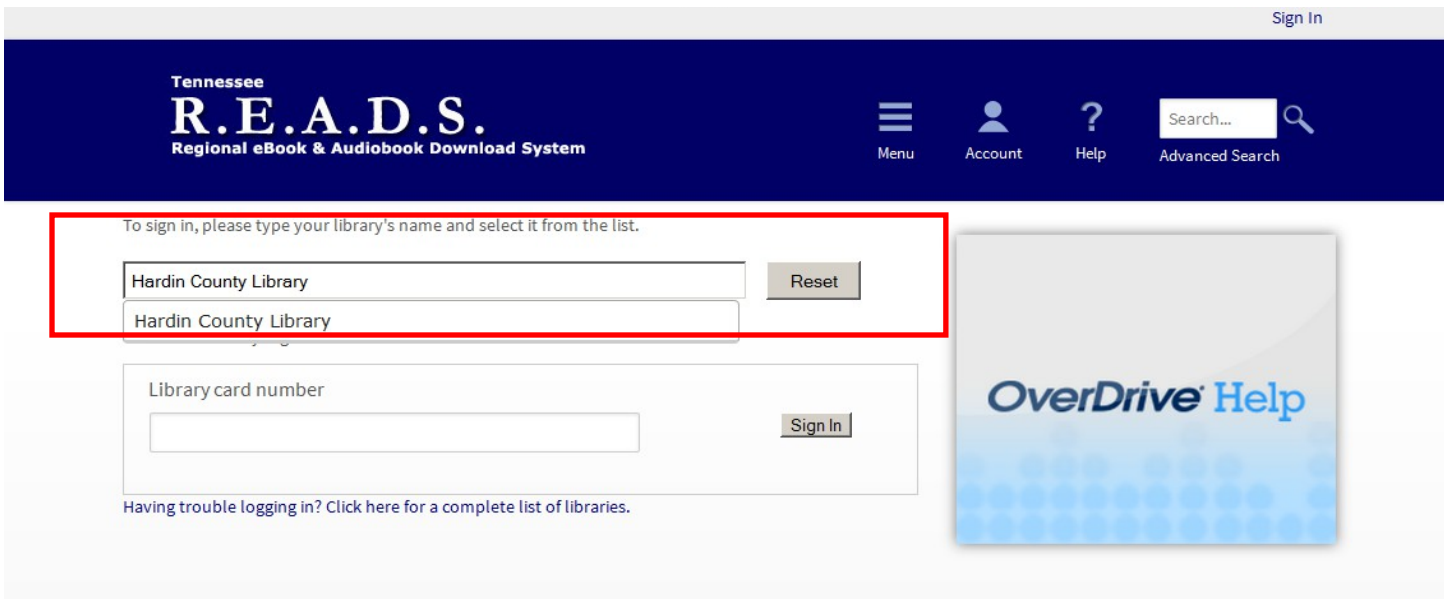 Sign In
Tennessee
R.E.A.D.S.
Regional eBook & Audiobook Download System
Menu
Account
?
Help
Search...
Advanced Search
To sign in, please type your library's name and select it from the list.
Hardin County Library
Reset
Hardin County Library
Library card number
Sign In
Having trouble logging in? Click here for a complete list of libraries.
OverDrive Help